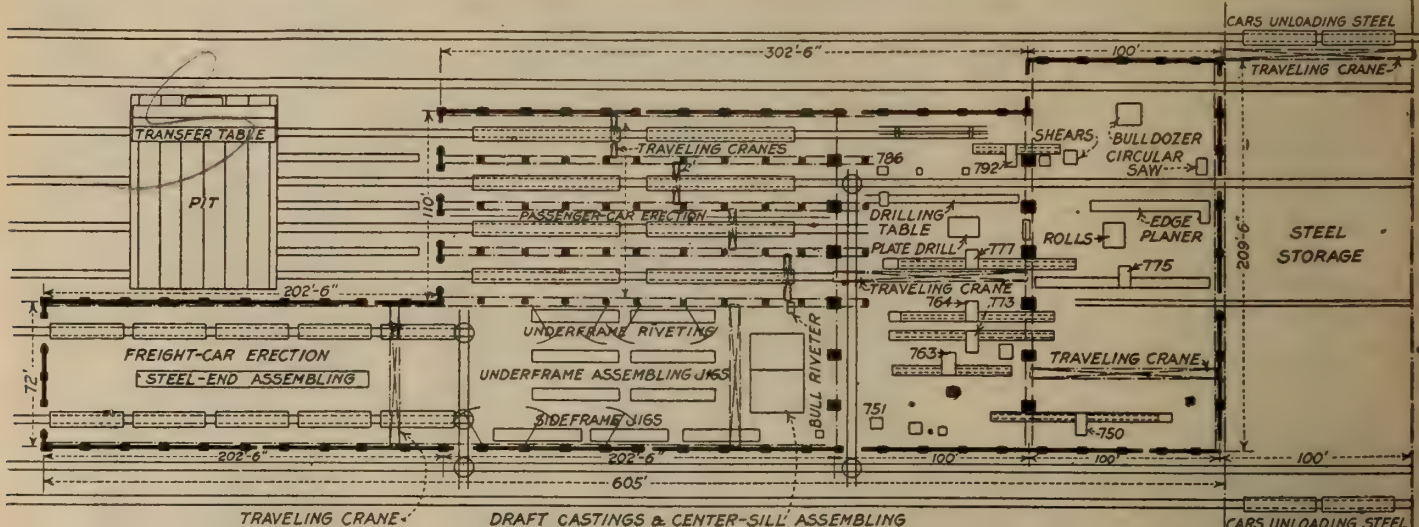 CARS UNLOADING STEEL
302'-6"
100'
TRAVELING CRANE
TRANSFER TABLE
TRAVELING CRANES
SHEARS
BULLDOZER
CIRCULAR
SAW
786
792
PIT
110'
PASSENGER-CAR ERECTION
DRILLING
TABLE
PLATE DRILL
777
ROLLS
EDGE
PLANER
775
209'-6"
STEEL
STORAGE
202'-6"
TRAVELING CRANE
764
773
UNDERFRAME RIVETING
FREIGHT-CAR ERECTION
STEEL-END ASSEMBLING
72'
UNDERFRAME ASSEMBLING JIGS
763
TRAVELING CRANE
BULL RIVETER
SIDEFRAME JIGS
751
750
202'-6"
202'-6"
100'
100'
100'
605'
TRAVELING CRANE
DRAFT CASTINGS & CENTER-SILL ASSEMBLING
CARS UNLOADING STEEL